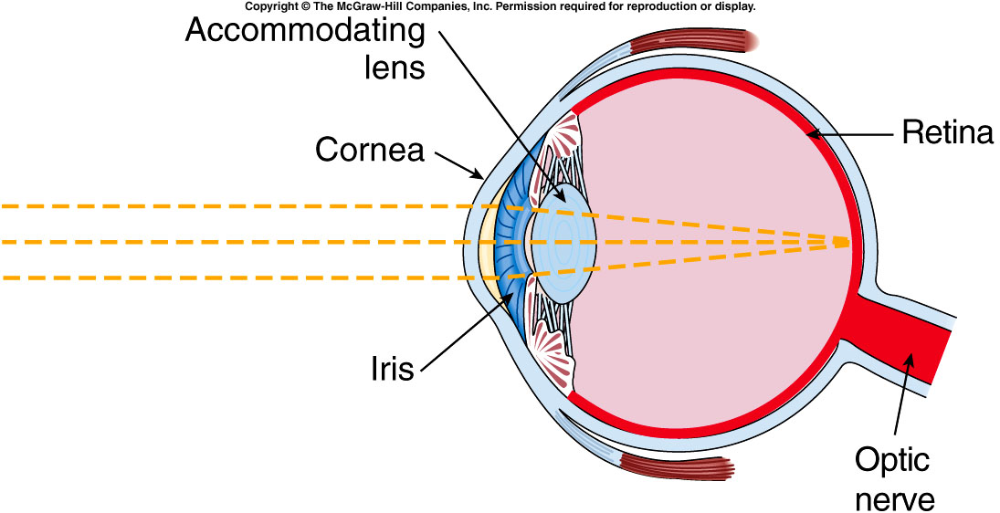 Copyright © The McGraw-Hill Companies, Inc. Permission required for reproduction or display.
Accommodating
lens
Cornea
Retina
Iris
Optic
nerve